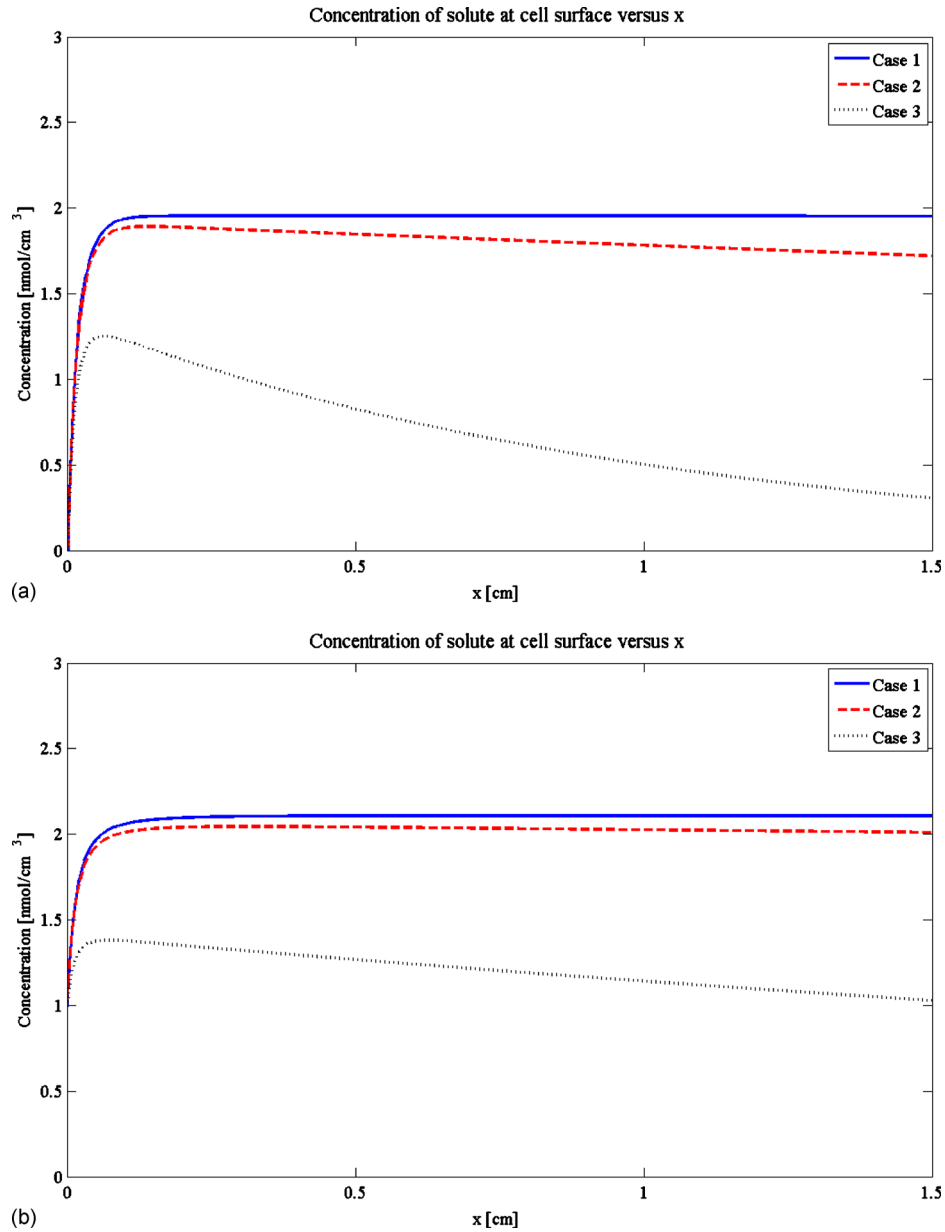 Concentration of solute at cell surface versus x
3
2.5
2
1.5
1
0.5
0
Concentration [nmol/cm 3]
Case 1
Case 2
Case 3
0
0.5
1
1.5
x [cm]
(a)
Concentration of solute at cell surface versus x
3
2.5
2
1.5
1
0.5
0
Concentration [nmol/cm 3]
Case 1
Case 2
Case 3
0
0.5
1
1.5
x [cm]
(b)